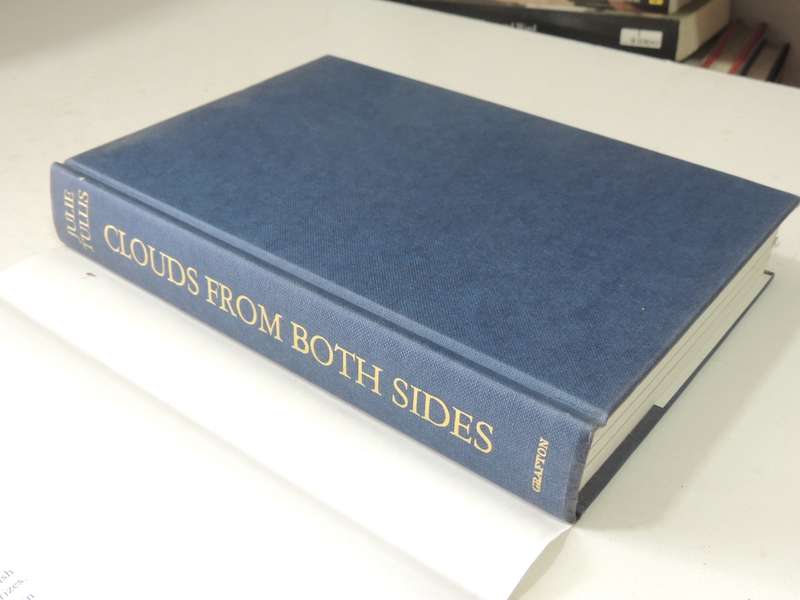 JULIE
TULLIS
CLOUDS FROM BOTH SIDES
GRAFTON